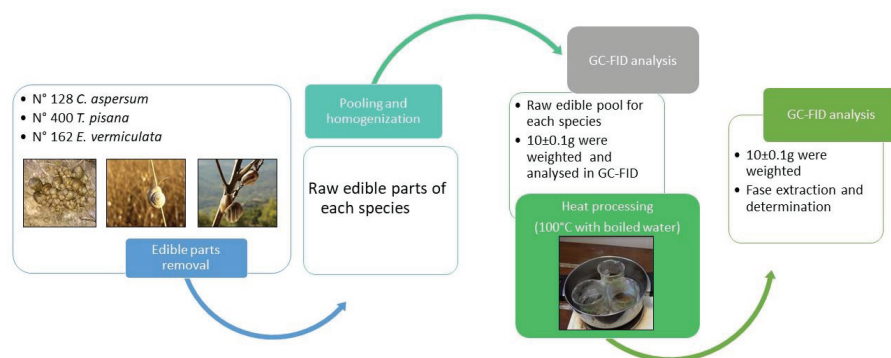 • N° 128 C. aspersum
• N° 400 T. pisana
• N° 162 E. vermiculata
Edible parts
removal
Pooling and
homogenization
Raw edible parts of
each species
GC-FID analysis
• Raw edible pool for
each species
• 10±0.1g were
weighted and
analysed in GC-FID
Heat processing
(100°C with boiled water)
GC-FID analysis
• 10±0.1g were
weighted
• Fase extraction and
determination